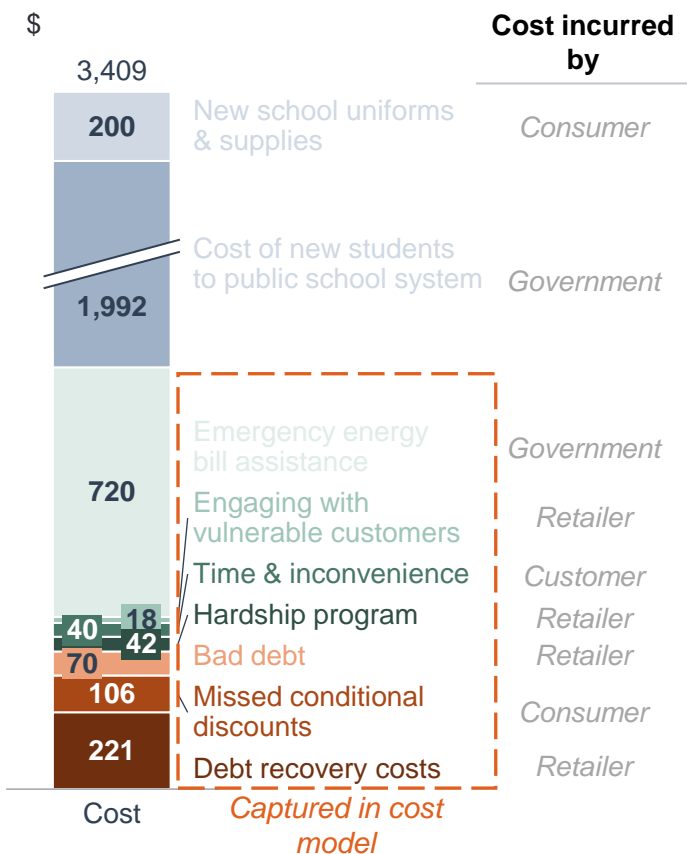 $
Cost incurred
by
3,409
200
New school uniforms
& supplies
Consumer
1,992
Cost of new students
to public school system
Government
720
Emergency energy
bill assistance
Government
Engaging with
vulnerable customers
Retailer
18
Time & inconvenience
Customer
40
Hardship program
Retailer
42
Bad debt
Retailer
70
106
Missed conditional
discounts
Consumer
221
Debt recovery costs
Retailer
Cost
Captured in cost
model